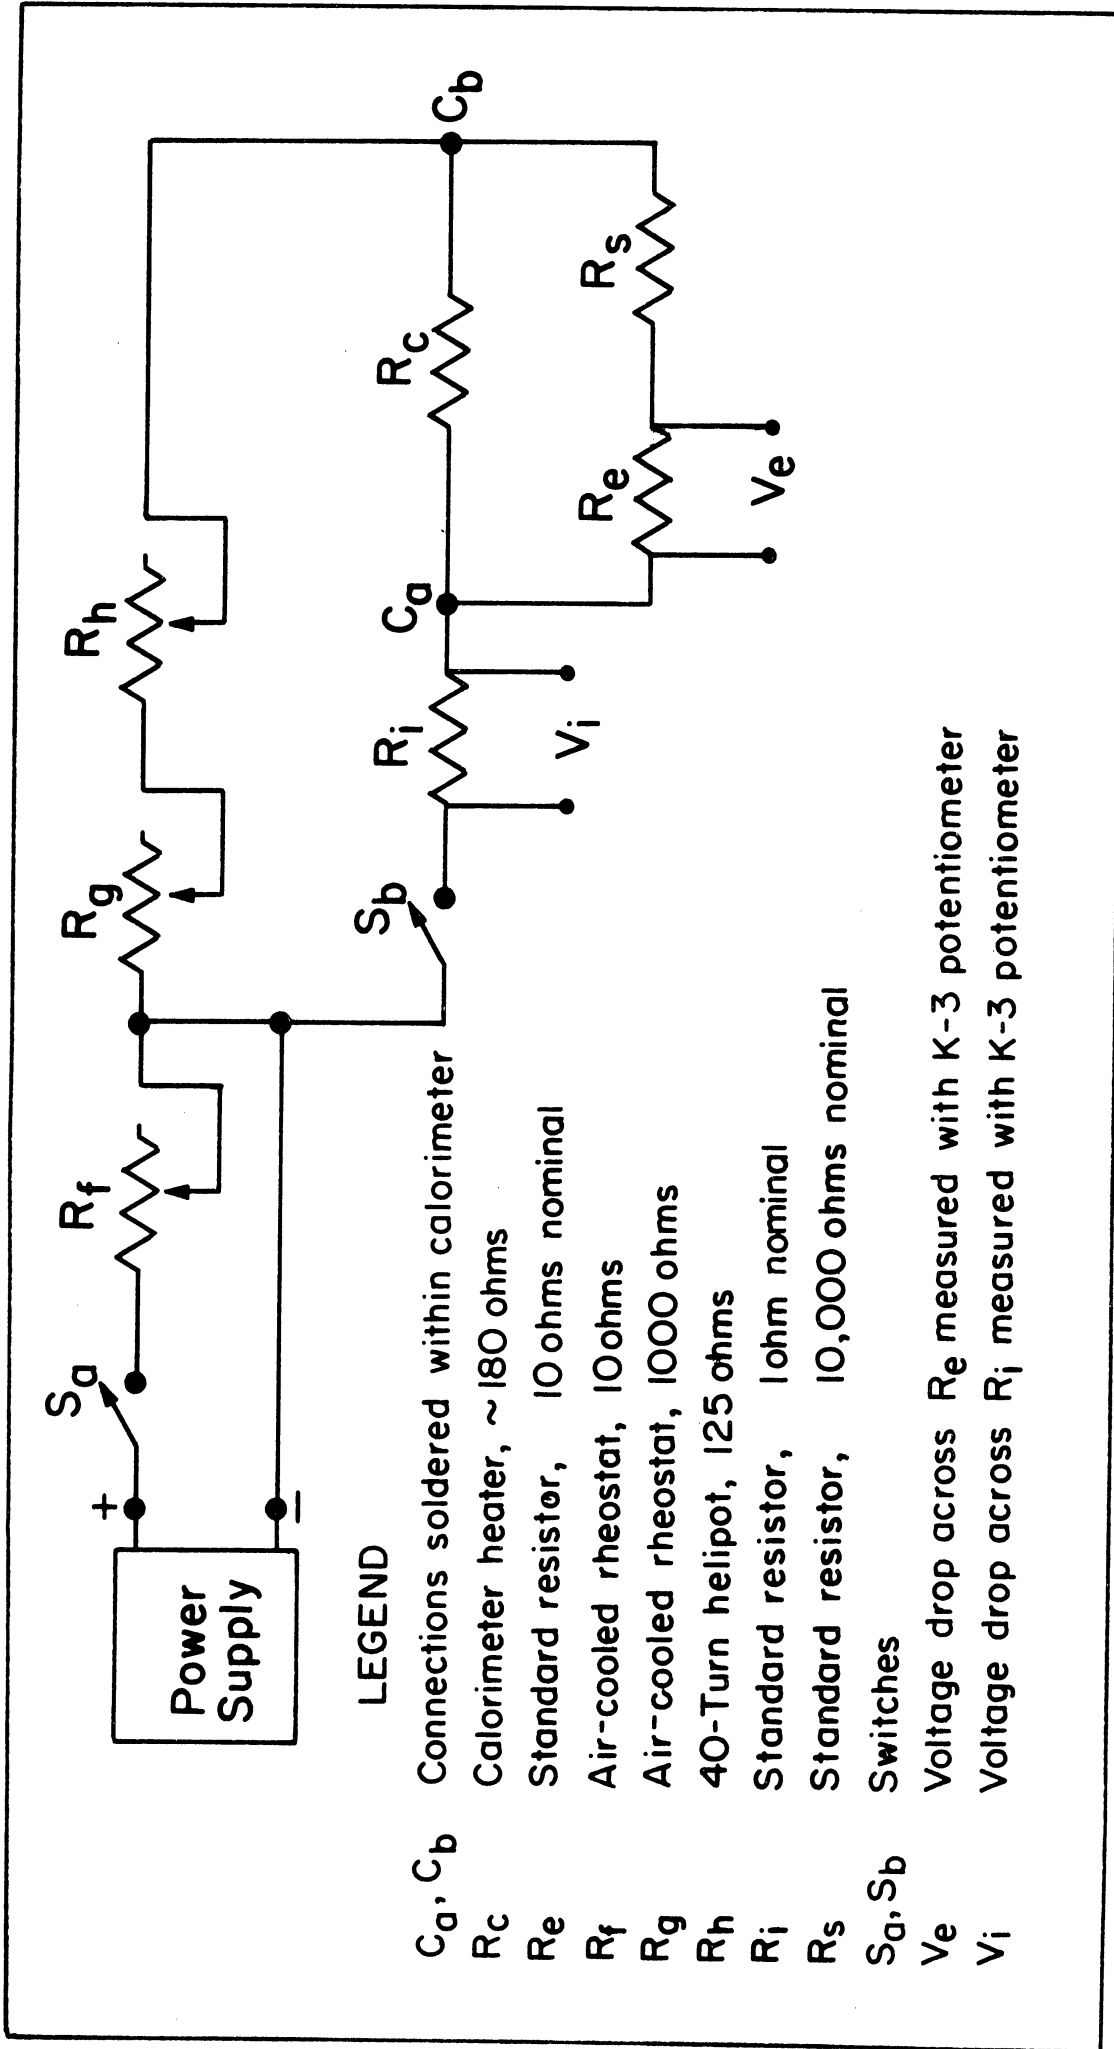 Sa
Rf
Rg
Rh
+
−
Power
Supply
Sb
Ri
Ca
Rc
Cb
Vi
Re
Rs
Ve
LEGEND
Ca, Cb Connections soldered within calorimeter
Rc Calorimeter heater, ~180 ohms
Re Standard resistor, 10 ohms nominal
Rf Air-cooled rheostat, 10 ohms
Rg Air-cooled rheostat, 1000 ohms
Rh 40-Turn helipot, 125 ohms
Ri Standard resistor, 1 ohm nominal
Rs Standard resistor, 10,000 ohms nominal
Sa, Sb Switches
Ve Voltage drop across Re measured with K-3 potentiometer
Vi Voltage drop across Ri measured with K-3 potentiometer